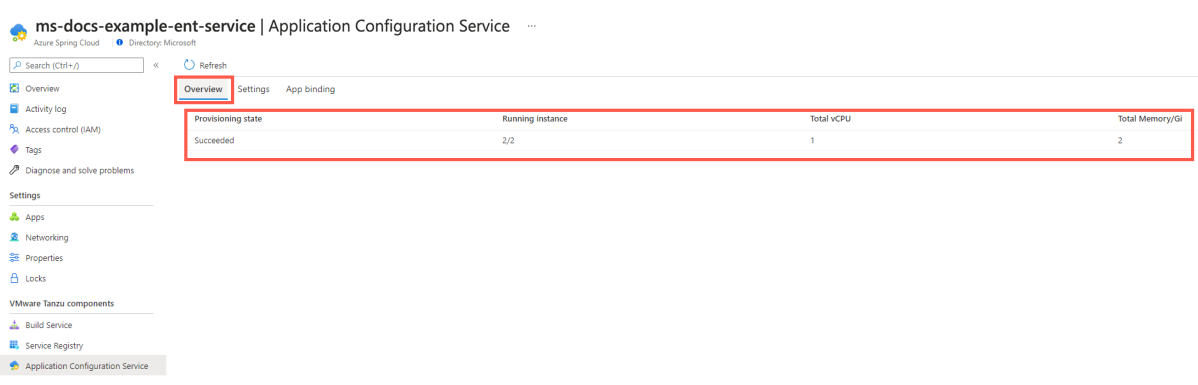 ms-docs-example-ent-service | Application Configuration Service ...
Azure Spring Cloud Directory: Microsoft
Search (Ctrl+/) «
Refresh
Overview
Activity log
Access control (IAM)
Tags
Diagnose and solve problems
Settings
Apps
Networking
Properties
Locks
VMware Tanzu components
Build Service
Service Registry
Application Configuration Service
Overview Settings App binding
Provisioning state Running instance Total vCPU Total Memory/Gi
Succeeded 2/2 1 2